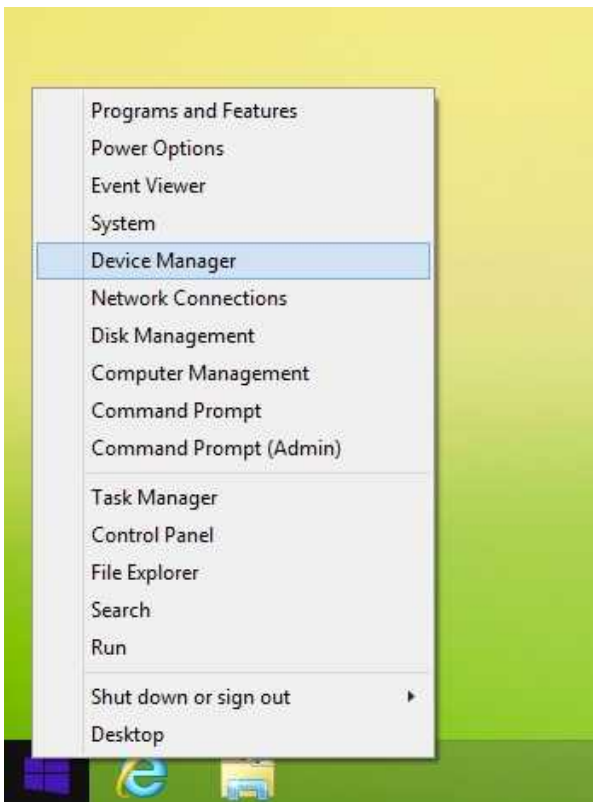 Programs and Features
Power Options
Event Viewer
System
Device Manager
Network Connections
Disk Management
Computer Management
Command Prompt
Command Prompt (Admin)
Task Manager
Control Panel
File Explorer
Search
Run
Shut down or sign out
Desktop